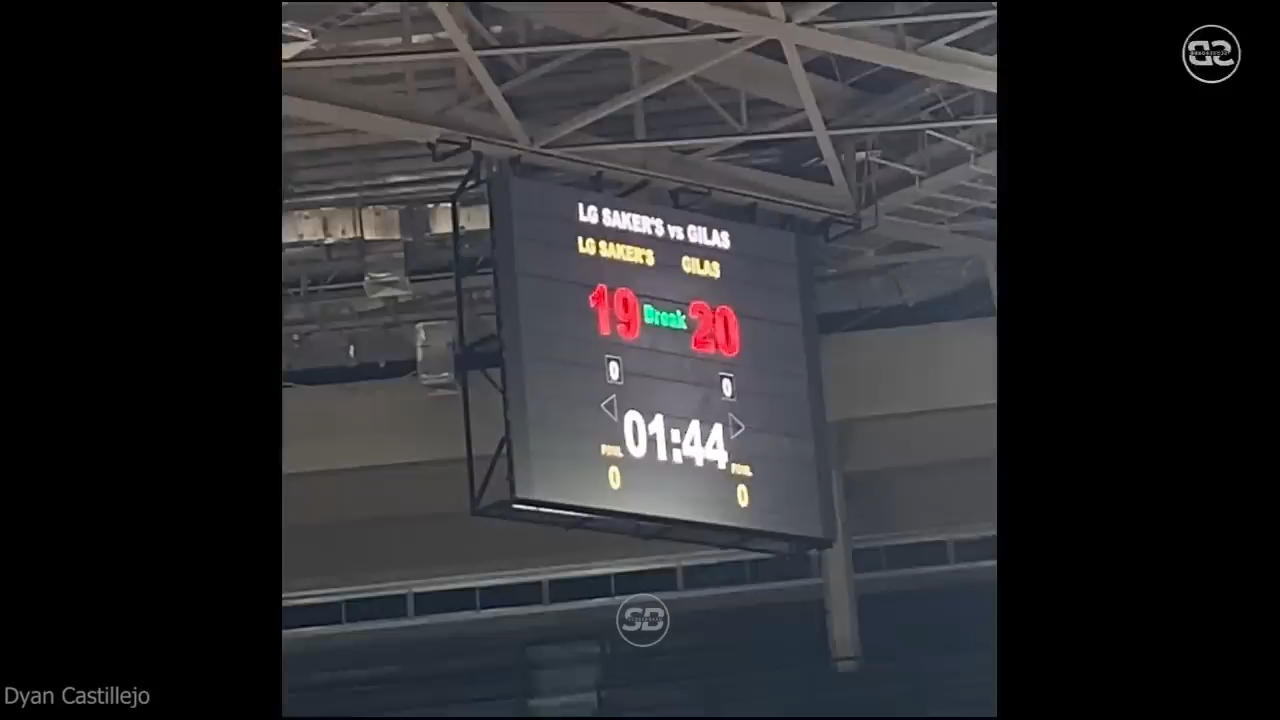 LG SAKER'S vs GILAS
LG SAKER'S GILAS
19 Break 20
0 0
01:44
FOUL FOUL
0 0
SB
Dyan Castillejo